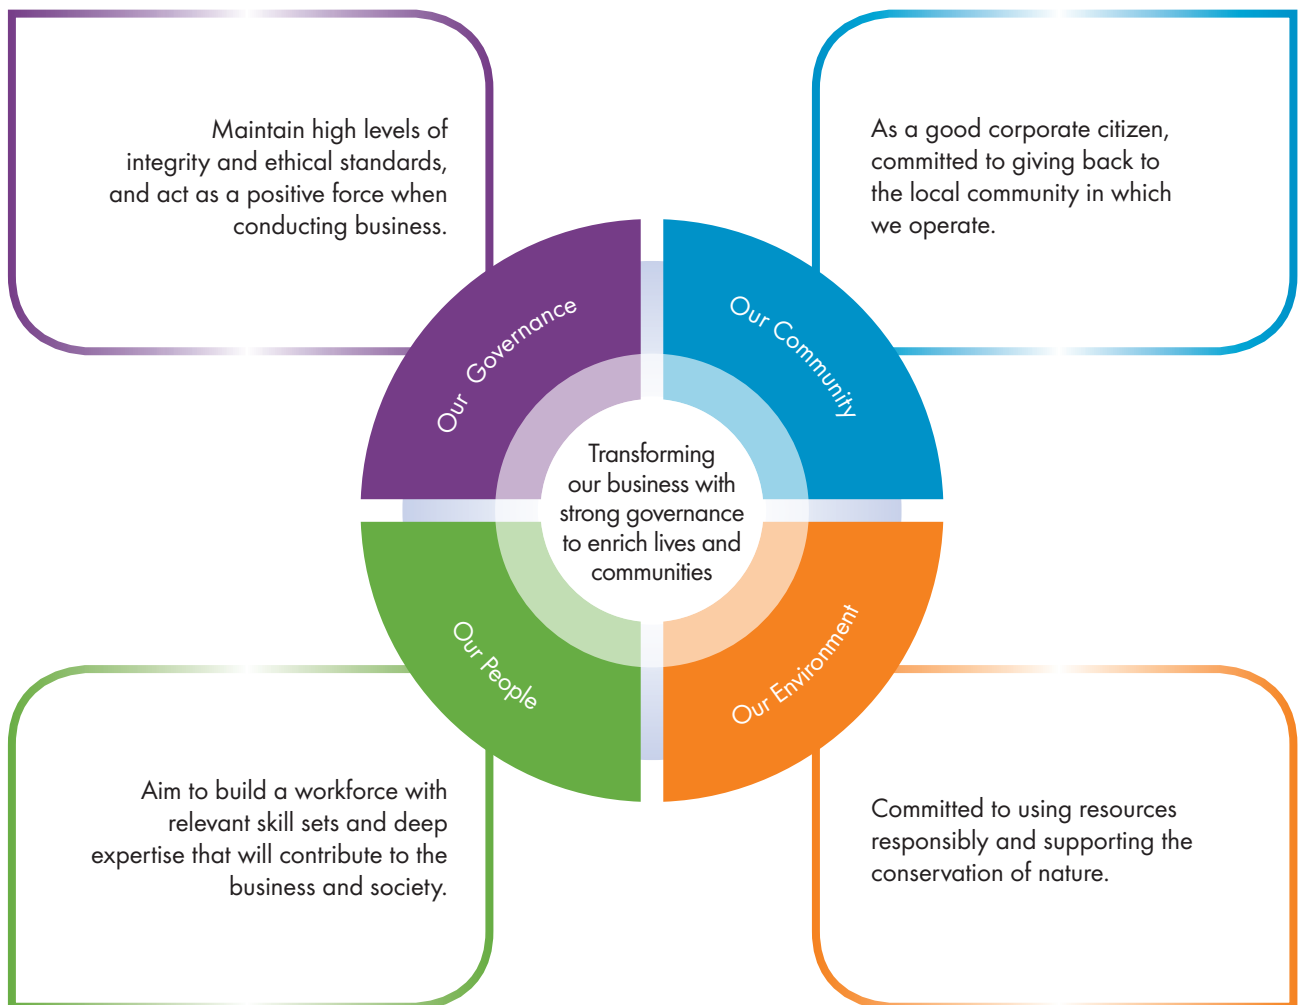 Maintain high levels of
integrity and ethical standards,
and act as a positive force when
conducting business.
As a good corporate citizen,
committed to giving back to
the local community in which
we operate.
Our Governance
Our Community
Transforming
our business with
strong governance
to enrich lives and
communities
Our People
Our Environment
Aim to build a workforce with
relevant skill sets and deep
expertise that will contribute to the
business and society.
Committed to using resources
responsibly and supporting the
conservation of nature.